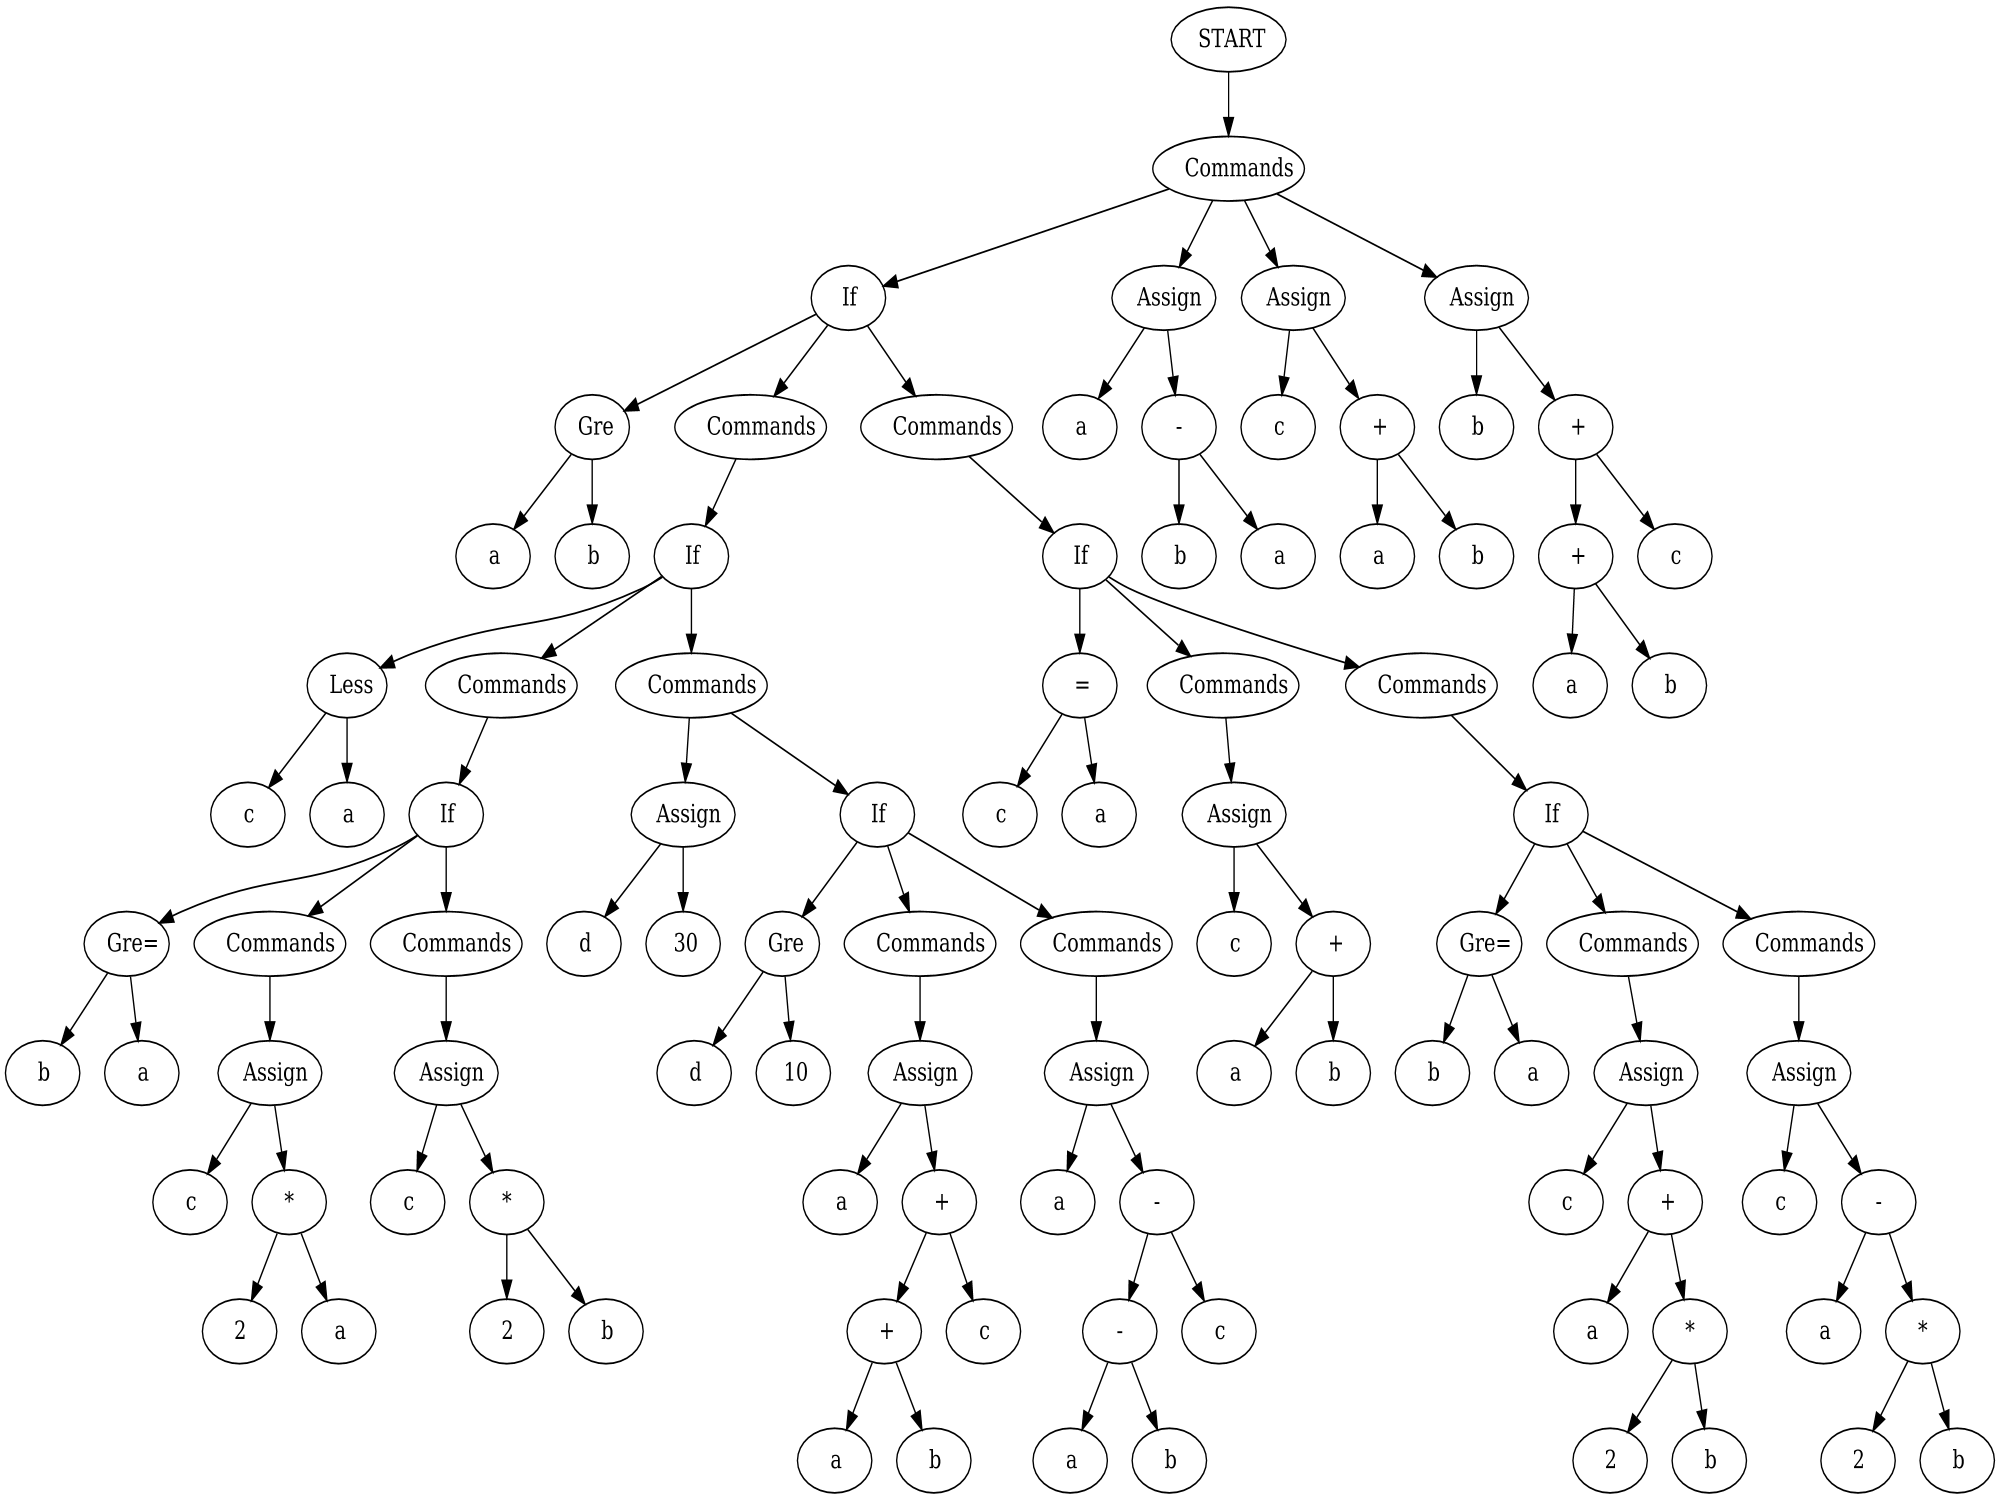 START
Commands
If Assign Assign Assign
Gre Commands Commands a - c + b +
a b If If b a a b + c
Less Commands Commands = Commands Commands a b
c a If Assign If c a Assign If
Gre= Commands Commands d 30 Gre Commands Commands c + Gre= Commands Commands
b a Assign Assign d 10 Assign Assign a b b a Assign Assign
c * c * a + a - c + c -
2 a 2 b + c - c a * a *
a b a b 2 b 2 b